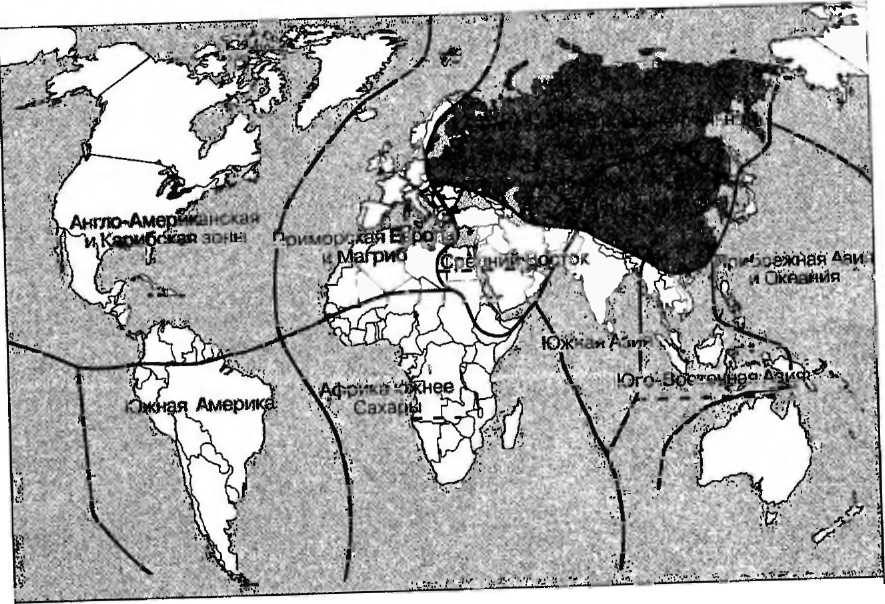 Англо-Американская
и Карибская зоны
Приморская Европа
и Магриб
Средний Восток
Прибрежная Азия
и Океания
Южная Азия
Юго-Восточная Азия
Африка южнее
Сахары
Южная Америка